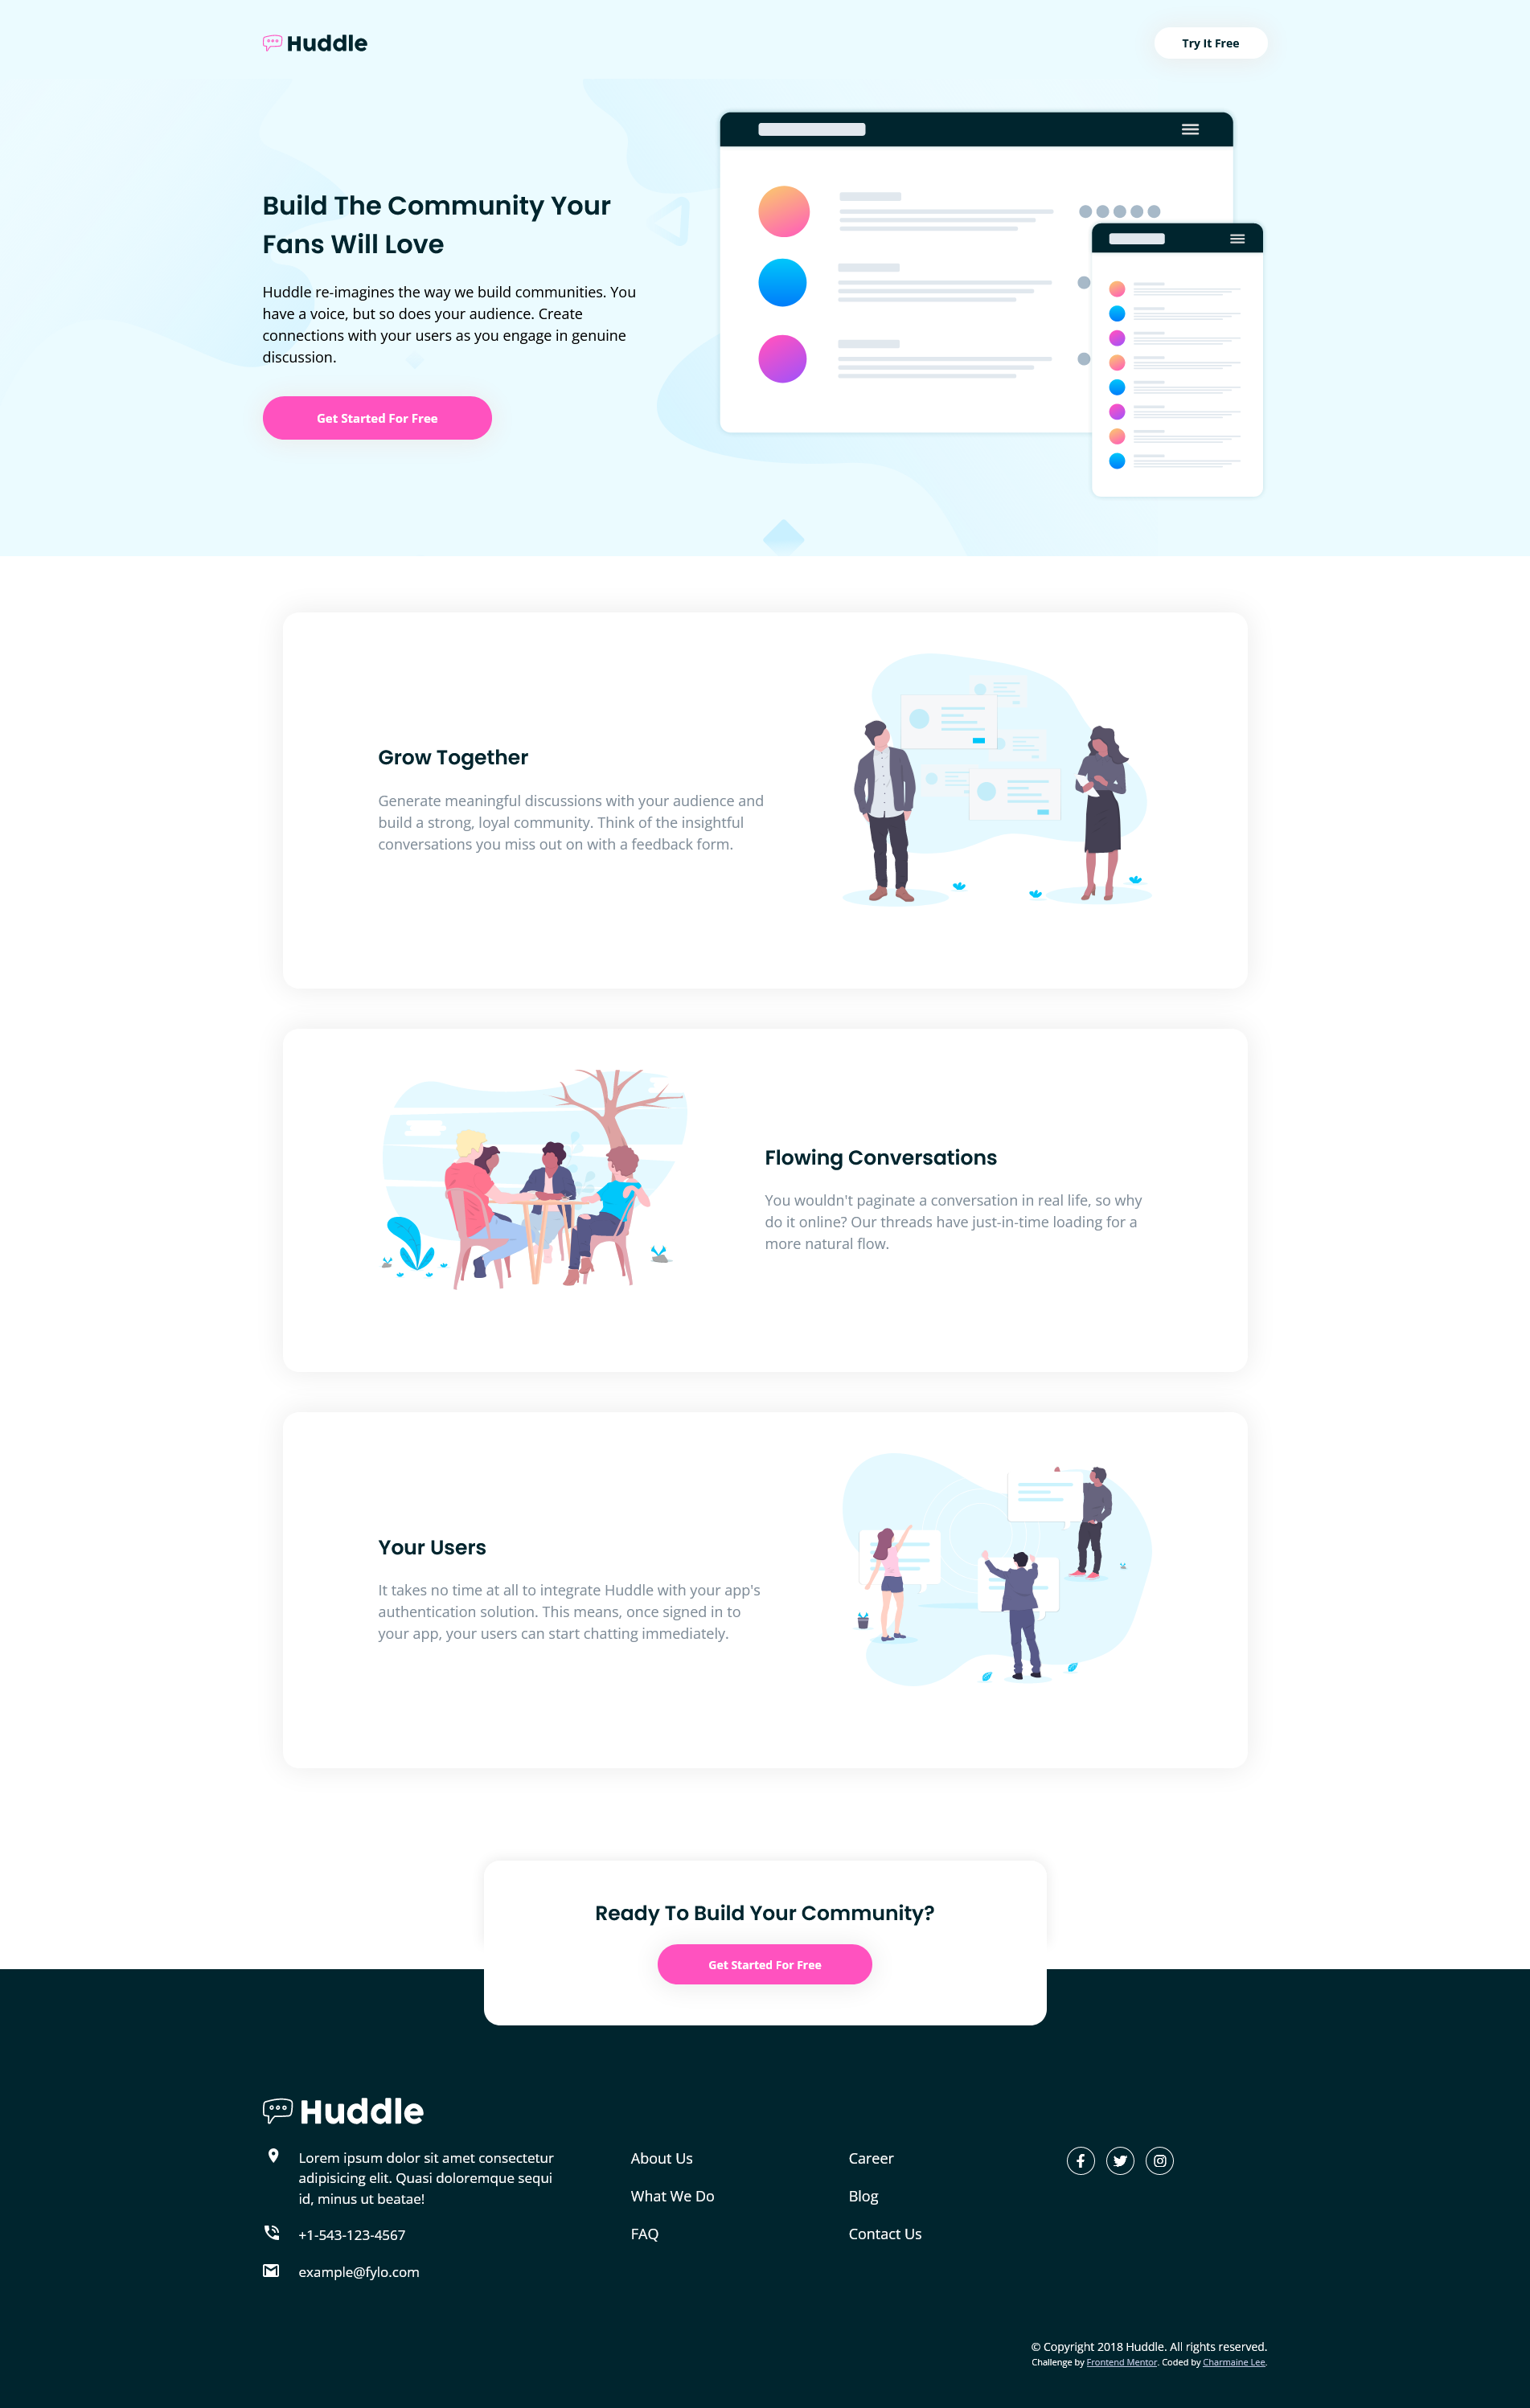 Huddle
Try It Free
Build The Community Your
Fans Will Love
Huddle re-imagines the way we build communities. You
have a voice, but so does your audience. Create
connections with your users as you engage in genuine
discussion.
Get Started For Free
Grow Together
Generate meaningful discussions with your audience and
build a strong, loyal community. Think of the insightful
conversations you miss out on with a feedback form.
Flowing Conversations
You wouldn't paginate a conversation in real life, so why
do it online? Our threads have just-in-time loading for a
more natural flow.
Your Users
It takes no time at all to integrate Huddle with your app's
authentication solution. This means, once signed in to
your app, your users can start chatting immediately.
Ready To Build Your Community?
Get Started For Free
Huddle
Lorem ipsum dolor sit amet consectetur
adipisicing elit. Quasi doloremque sequi
id, minus ut beatae!
+1-543-123-4567
example@fylo.com
About Us
What We Do
FAQ
Career
Blog
Contact Us
© Copyright 2018 Huddle. All rights reserved.
Challenge by Frontend Mentor. Coded by Charmaine Lee.